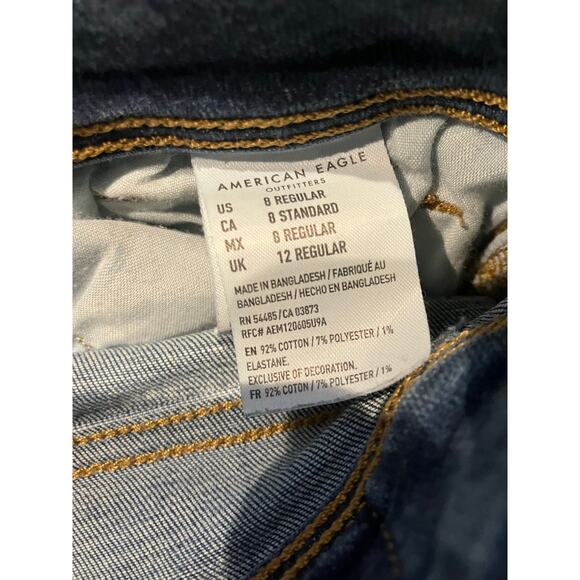 AMERICAN EAGLE
OUTFITTERS
US 8 REGULAR
CA 8 STANDARD
MX 8 REGULAR
UK 12 REGULAR
MADE IN BANGLADESH / FABRIQUÉ AU
BANGLADESH / HECHO EN BANGLADESH
RN 54485 / CA 03873
RFC# AEM120605U9A
EN 92% COTTON / 7% POLYESTER / 1%
ELASTANE.
EXCLUSIVE OF DECORATION.
FR 92% COTON / 7% POLYESTER / 1%